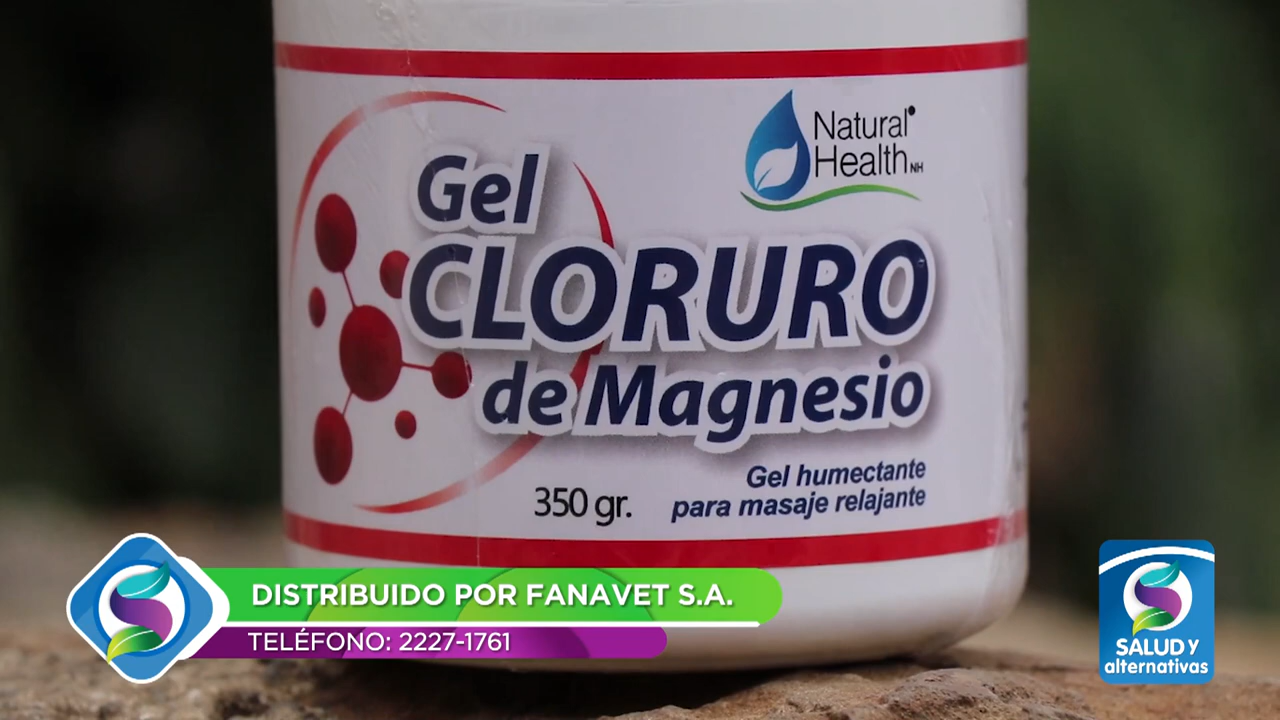 Natural
Health NH
Gel
CLORURO
de Magnesio
Gel humectante
350 gr. para masaje relajante
DISTRIBUIDO POR FANAVET S.A.
TELÉFONO: 2227-1761
SALUD Y
alternativas